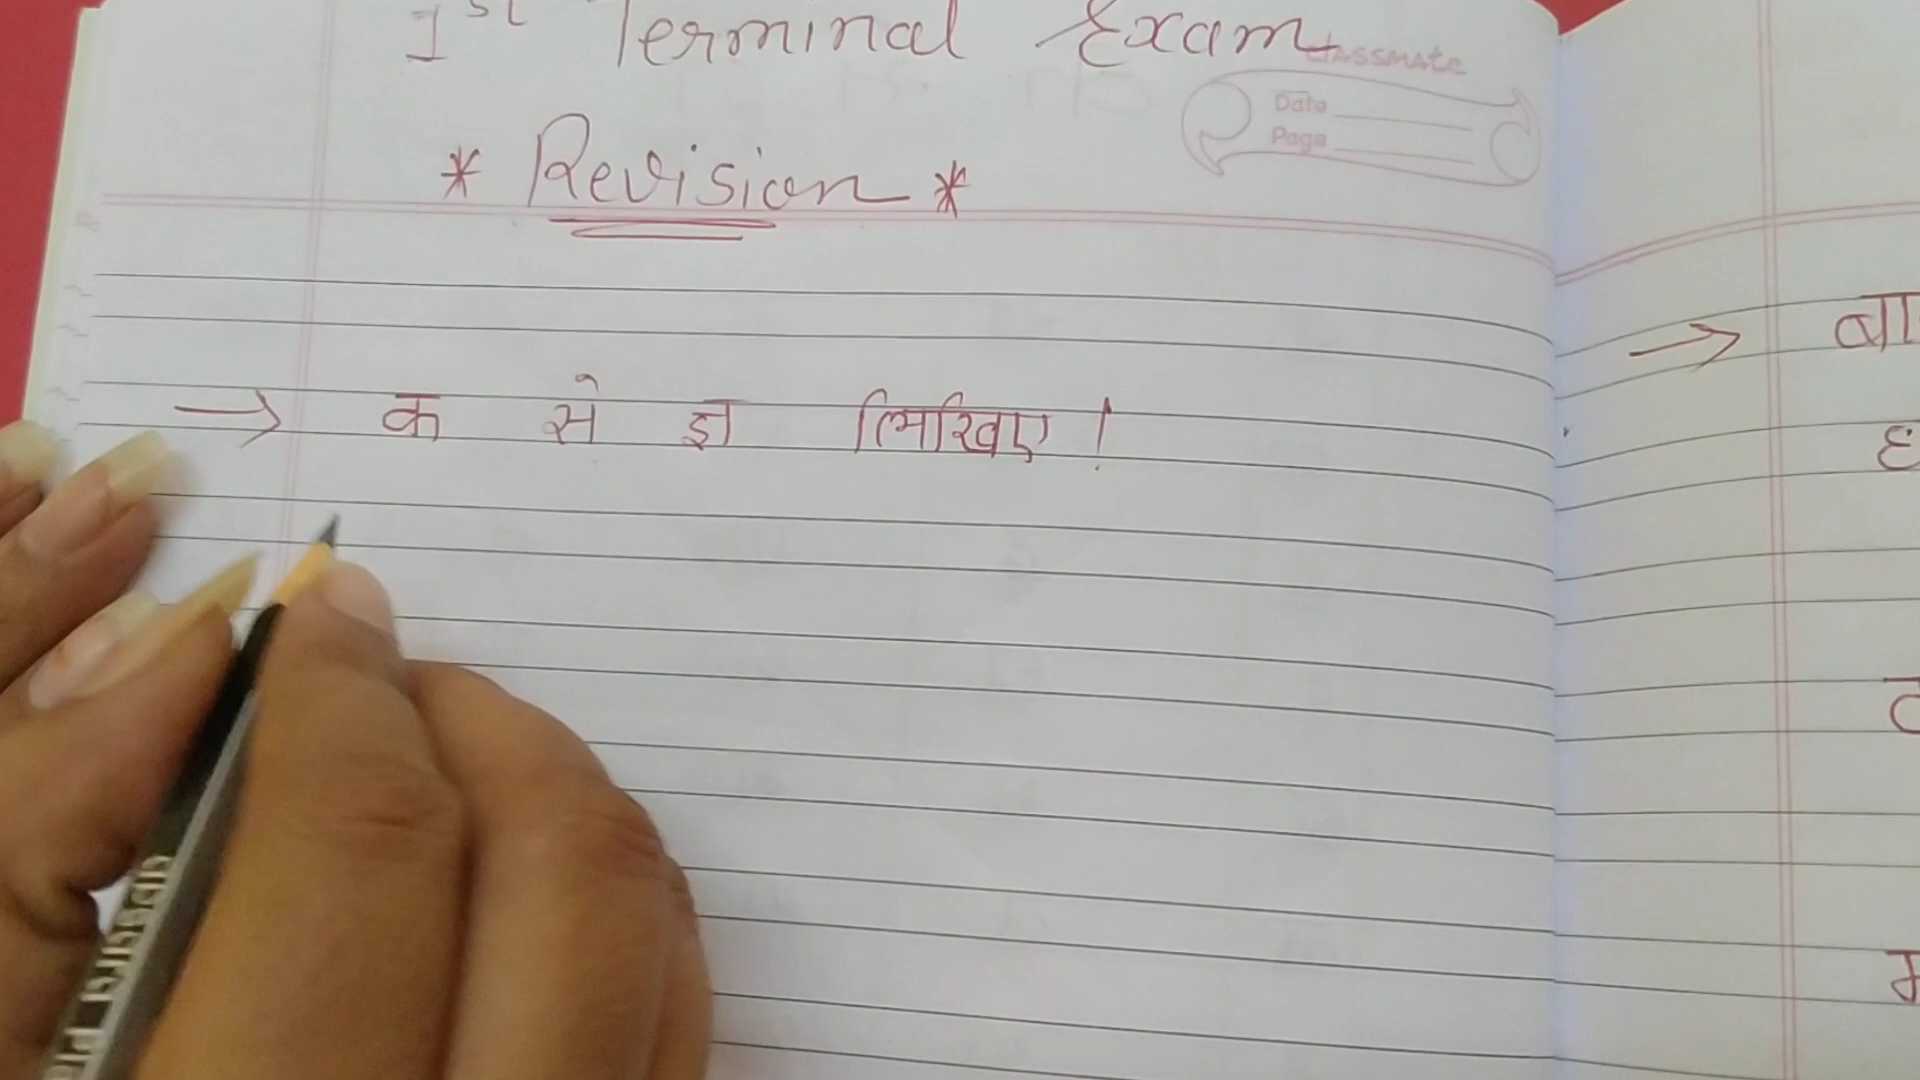 1st Terminal Exam
classmate
Date
Page
* Revision *
→ क से ज्ञ लिखिए।
→